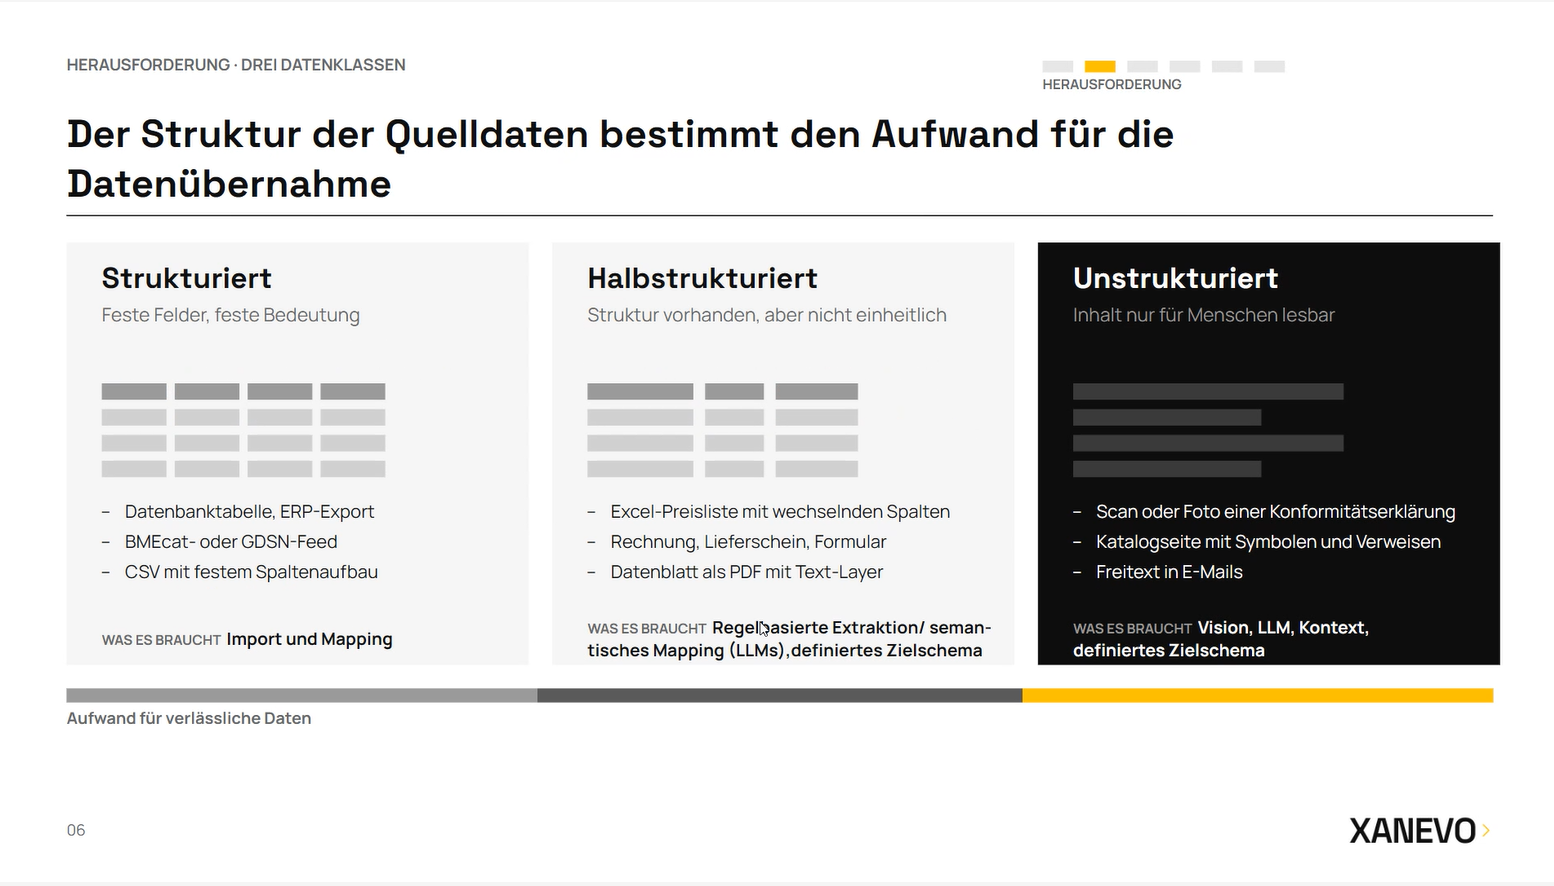 HERAUSFORDERUNG · DREI DATENKLASSEN
HERAUSFORDERUNG
Der Struktur der Quelldaten bestimmt den Aufwand für die
Datenübernahme
Strukturiert
Feste Felder, feste Bedeutung
– Datenbanktabelle, ERP-Export
– BMEcat- oder GDSN-Feed
– CSV mit festem Spaltenaufbau
WAS ES BRAUCHT Import und Mapping
Halbstrukturiert
Struktur vorhanden, aber nicht einheitlich
– Excel-Preisliste mit wechselnden Spalten
– Rechnung, Lieferschein, Formular
– Datenblatt als PDF mit Text-Layer
WAS ES BRAUCHT Regelbasierte Extraktion/ seman-
tisches Mapping (LLMs),definiertes Zielschema
Unstrukturiert
Inhalt nur für Menschen lesbar
– Scan oder Foto einer Konformitätserklärung
– Katalogseite mit Symbolen und Verweisen
– Freitext in E-Mails
WAS ES BRAUCHT Vision, LLM, Kontext,
definiertes Zielschema
Aufwand für verlässliche Daten
06
XANEVO